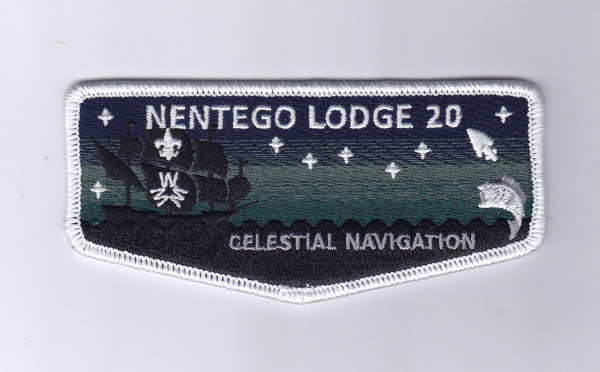 NENTEGO LODGE 20
W
CELESTIAL NAVIGATION